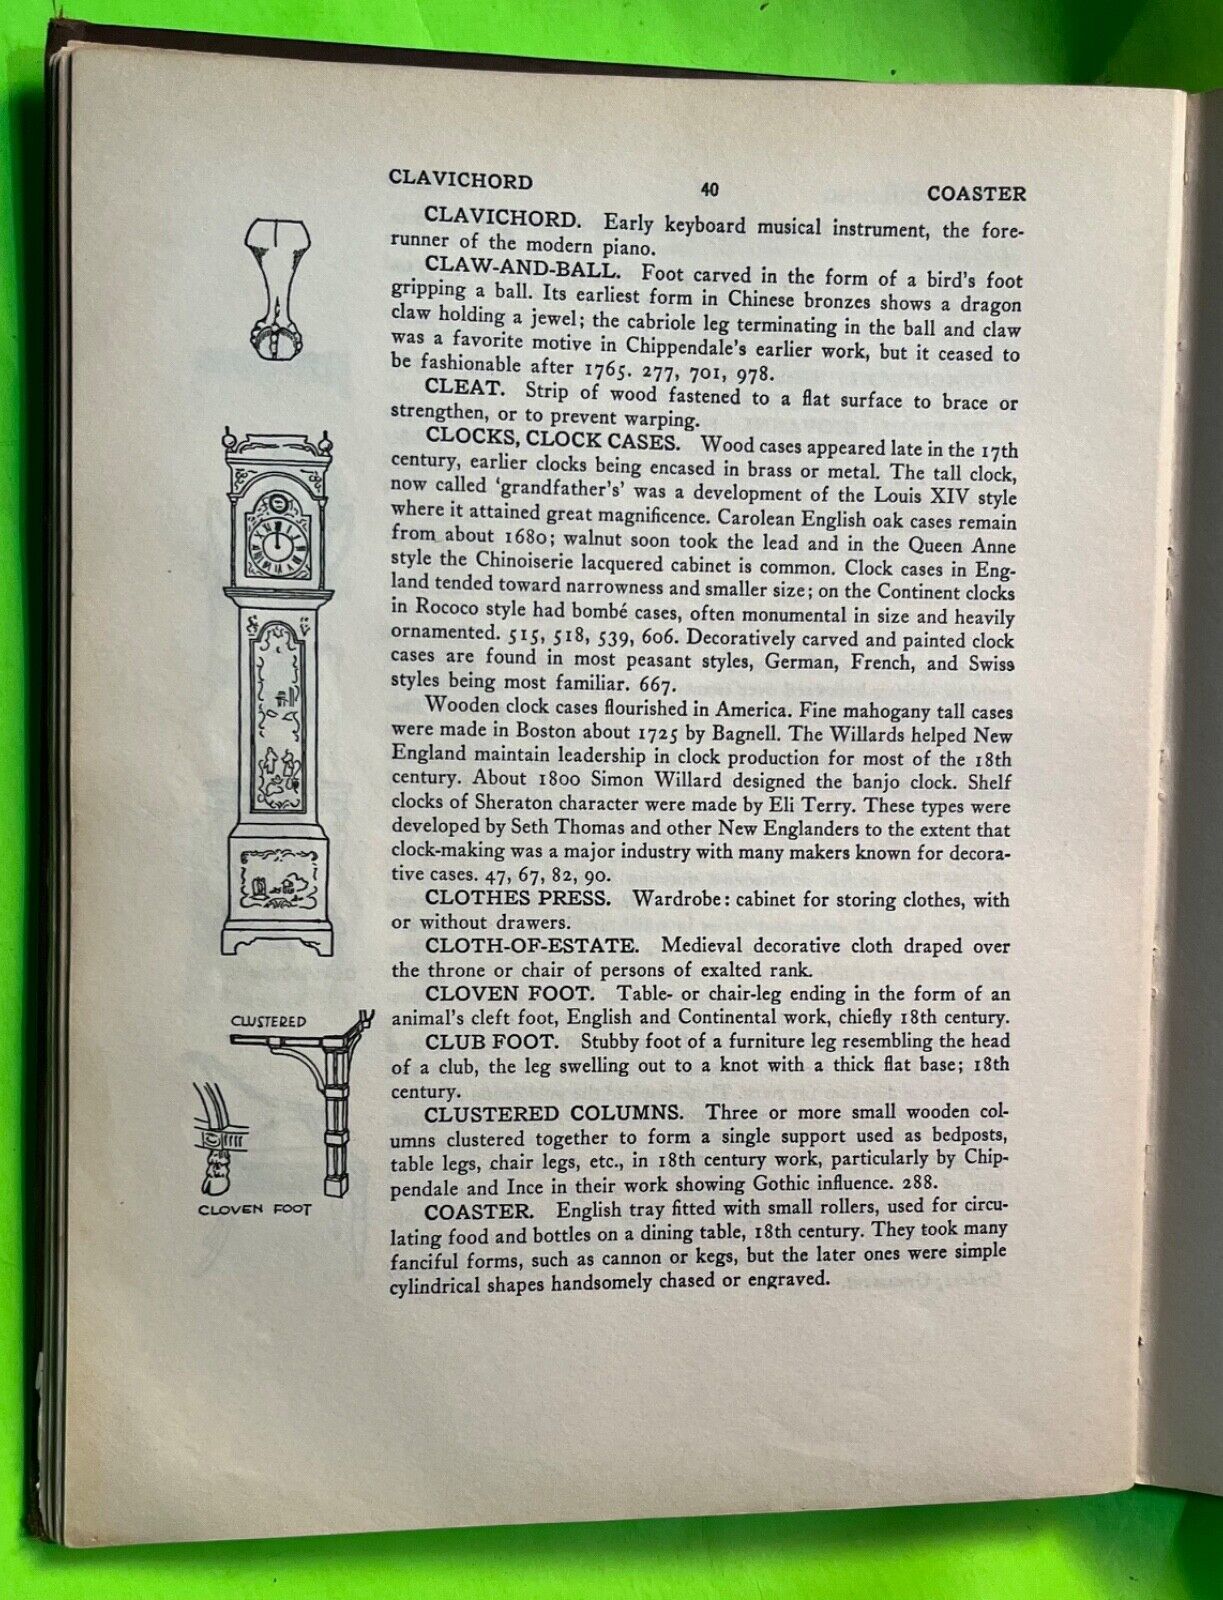 CLAVICHORD 40 COASTER
CLAVICHORD. Early keyboard musical instrument, the fore-
runner of the modern piano.
CLAW-AND-BALL. Foot carved in the form of a bird's foot
gripping a ball. Its earliest form in Chinese bronzes shows a dragon
claw holding a jewel; the cabriole leg terminating in the ball and claw
was a favorite motive in Chippendale's earlier work, but it ceased to
be fashionable after 1765. 277, 701, 978.
CLEAT. Strip of wood fastened to a flat surface to brace or
strengthen, or to prevent warping.
CLOCKS, CLOCK CASES. Wood cases appeared late in the 17th
century, earlier clocks being encased in brass or metal. The tall clock,
now called 'grandfather's' was a development of the Louis XIV style
where it attained great magnificence. Carolean English oak cases remain
from about 1680; walnut soon took the lead and in the Queen Anne
style the Chinoiserie lacquered cabinet is common. Clock cases in Eng-
land tended toward narrowness and smaller size; on the Continent clocks
in Rococo style had bombé cases, often monumental in size and heavily
ornamented. 515, 518, 539, 606. Decoratively carved and painted clock
cases are found in most peasant styles, German, French, and Swiss
styles being most familiar. 667.
Wooden clock cases flourished in America. Fine mahogany tall cases
were made in Boston about 1725 by Bagnell. The Willards helped New
England maintain leadership in clock production for most of the 18th
century. About 1800 Simon Willard designed the banjo clock. Shelf
clocks of Sheraton character were made by Eli Terry. These types were
developed by Seth Thomas and other New Englanders to the extent that
clock-making was a major industry with many makers known for decora-
tive cases. 47, 67, 82, 90.
CLOTHES PRESS. Wardrobe: cabinet for storing clothes, with
or without drawers.
CLOTH-OF-ESTATE. Medieval decorative cloth draped over
the throne or chair of persons of exalted rank.
CLOVEN FOOT. Table- or chair-leg ending in the form of an
animal's cleft foot, English and Continental work, chiefly 18th century.
CLUB FOOT. Stubby foot of a furniture leg resembling the head
of a club, the leg swelling out to a knot with a thick flat base; 18th
century.
CLUSTERED COLUMNS. Three or more small wooden col-
umns clustered together to form a single support used as bedposts,
table legs, chair legs, etc., in 18th century work, particularly by Chip-
pendale and Ince in their work showing Gothic influence. 288.
COASTER. English tray fitted with small rollers, used for circu-
lating food and bottles on a dining table, 18th century. They took many
fanciful forms, such as cannon or kegs, but the later ones were simple
cylindrical shapes handsomely chased or engraved.
CLUSTERED
CLOVEN FOOT